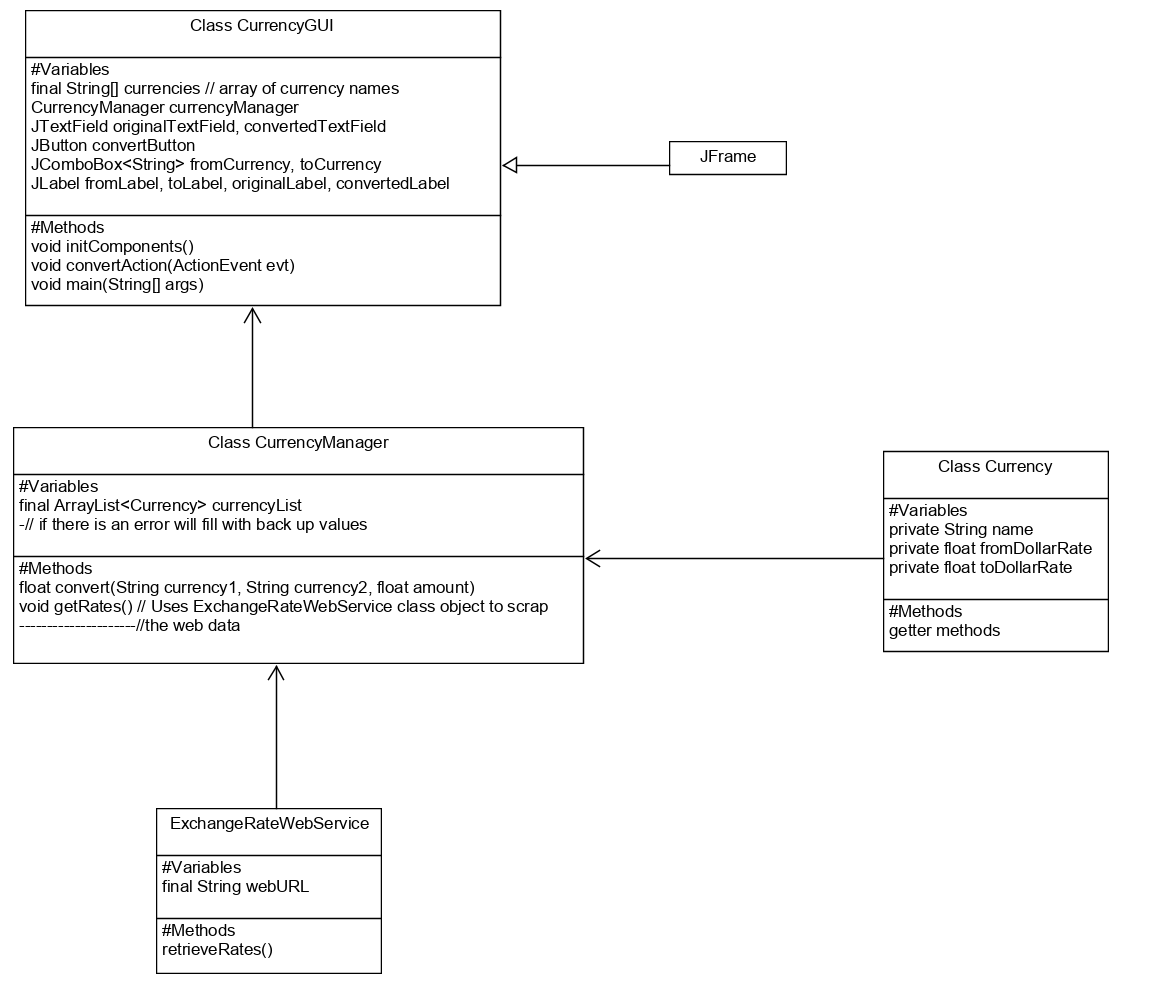 Class CurrencyGUI
#Variables
final String[] currencies // array of currency names
CurrencyManager currencyManager
JTextField originalTextField, convertedTextField
JButton convertButton
JComboBox<String> fromCurrency, toCurrency
JLabel fromLabel, toLabel, originalLabel, convertedLabel
#Methods
void initComponents()
void convertAction(ActionEvent evt)
void main(String[] args)
JFrame
Class CurrencyManager
#Variables
final ArrayList<Currency> currencyList
-// if there is an error will fill with back up values
#Methods
float convert(String currency1, String currency2, float amount)
void getRates() // Uses ExchangeRateWebService class object to scrap
---------------------//the web data
Class Currency
#Variables
private String name
private float fromDollarRate
private float toDollarRate
#Methods
getter methods
ExchangeRateWebService
#Variables
final String webURL
#Methods
retrieveRates()